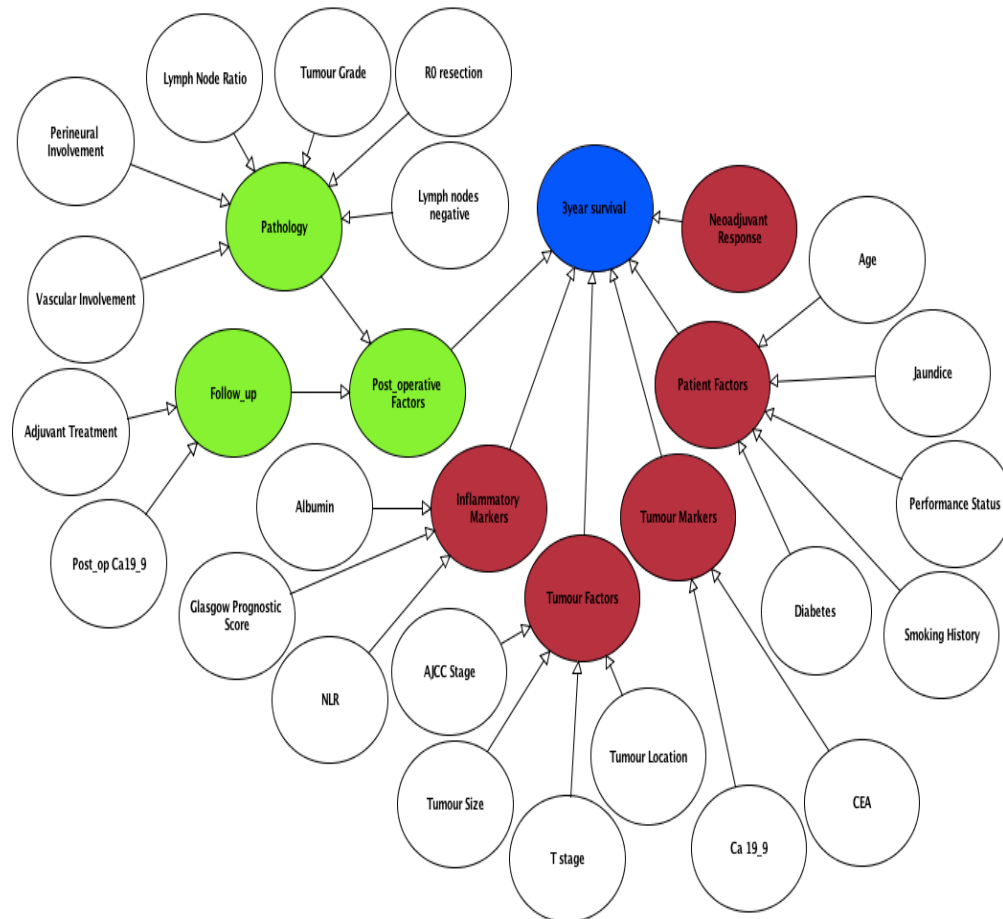 Lymph Node Ratio
Tumour Grade
R0 resection
Perineural
Involvement
Lymph nodes
negative
Pathology
3year survival
Neoadjuvant
Response
Age
Vascular Involvement
Jaundice
Follow_up
Post_operative
Factors
Patient Factors
Adjuvant Treatment
Albumin
Inflammatory
Markers
Tumour Markers
Performance Status
Post_op Ca19_9
Glasgow Prognostic
Score
Tumour Factors
Diabetes
Smoking History
NLR
AJCC Stage
Tumour Location
Tumour Size
CEA
T stage
Ca 19_9